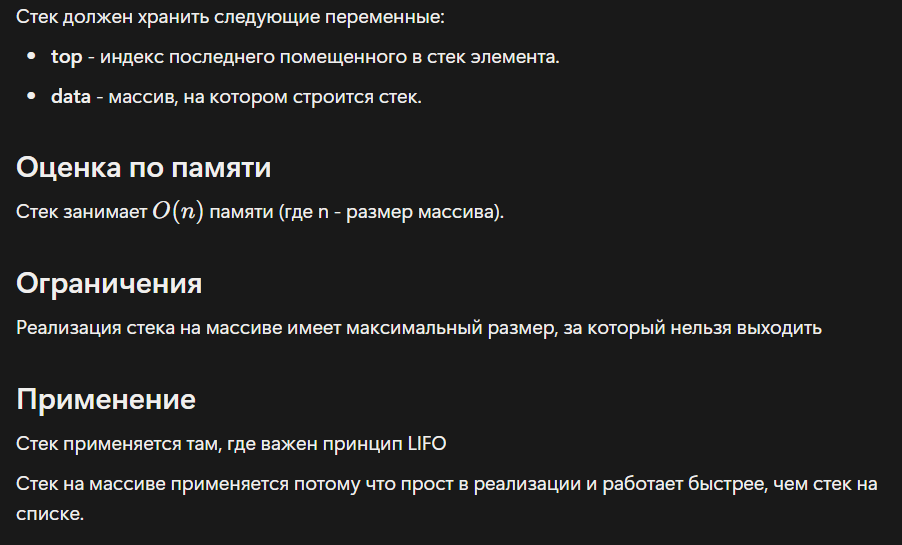 Стек должен хранить следующие переменные:
• top - индекс последнего помещенного в стек элемента.
• data - массив, на котором строится стек.
Оценка по памяти
Стек занимает O(n) памяти (где n - размер массива).
Ограничения
Реализация стека на массиве имеет максимальный размер, за который нельзя выходить
Применение
Стек применяется там, где важен принцип LIFO
Стек на массиве применяется потому что прост в реализации и работает быстрее, чем стек на
списке.